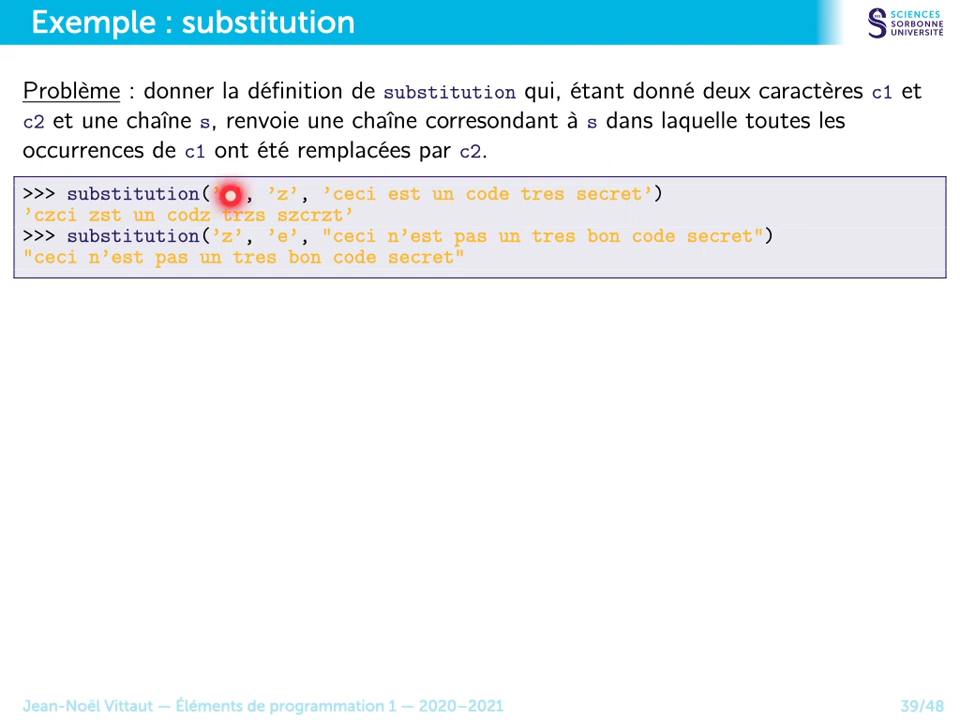 Exemple : substitution
SCIENCES
SORBONNE
UNIVERSITÉ
Problème : donner la définition de substitution qui, étant donné deux caractères c1 et
c2 et une chaîne s, renvoie une chaîne corresondant à s dans laquelle toutes les
occurrences de c1 ont été remplacées par c2.
>>> substitution(’ ’, ’z’, ’ceci est un code tres secret’)
’czci zst un codz trzs szcrzt’
>>> substitution(’z’, ’e’, "ceci n’est pas un tres bon code secret")
"ceci n’est pas un tres bon code secret"
Jean-Noël Vittaut — Éléments de programmation 1 — 2020–2021
39/48